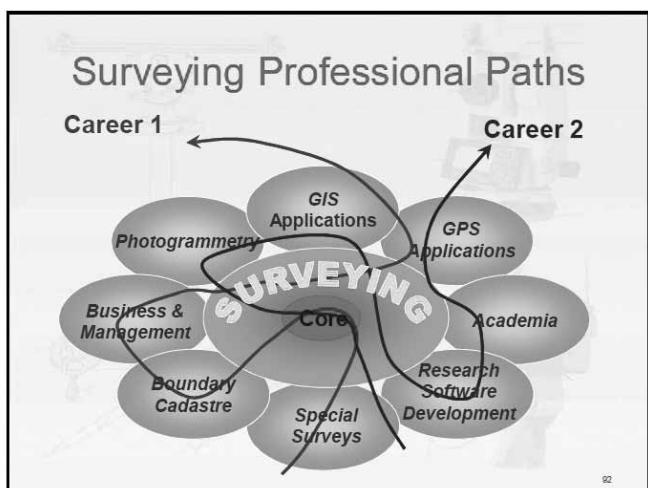 Surveying Professional Paths
Career 1
Career 2
GIS
Applications
Photogrammetry
GPS
Applications
SURVEYING
Business &
Management
Core
Academia
Boundary
Cadastre
Special
Surveys
Research
Software
Development
92